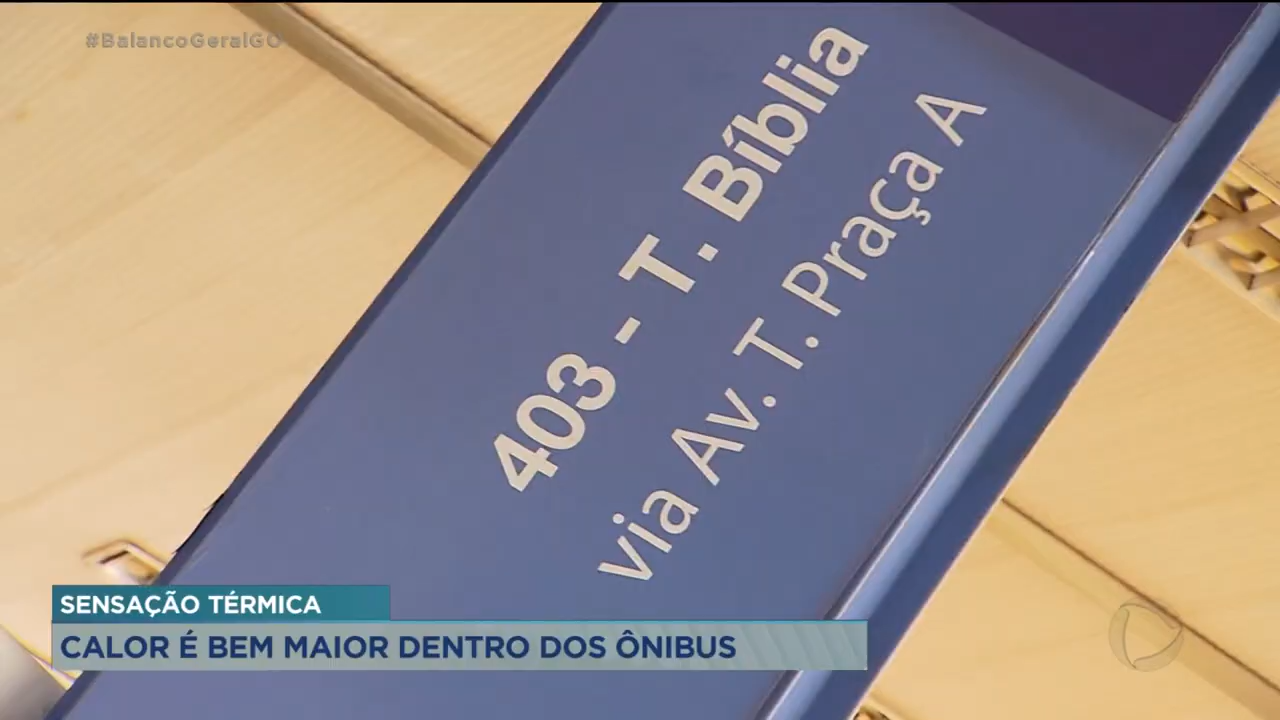 #BalancoGeralGO
403 - T. Bíblia
via Av. T. Praça A
SENSAÇÃO TÉRMICA
CALOR É BEM MAIOR DENTRO DOS ÔNIBUS